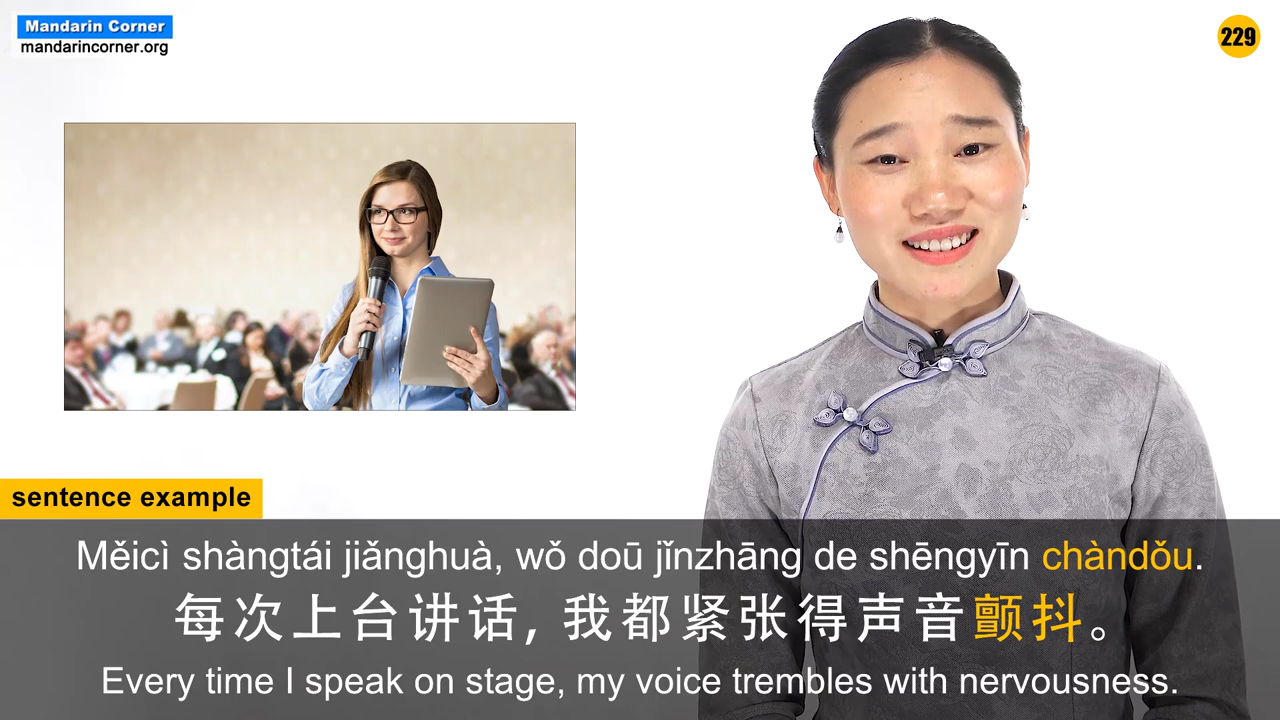 Mandarin Corner
mandarincorner.org
229
sentence example
Měicì shàngtái jiǎnghuà, wǒ doū jǐnzhāng de shēngyīn chàndǒu.
每次上台讲话, 我都紧张得声音颤抖。
Every time I speak on stage, my voice trembles with nervousness.